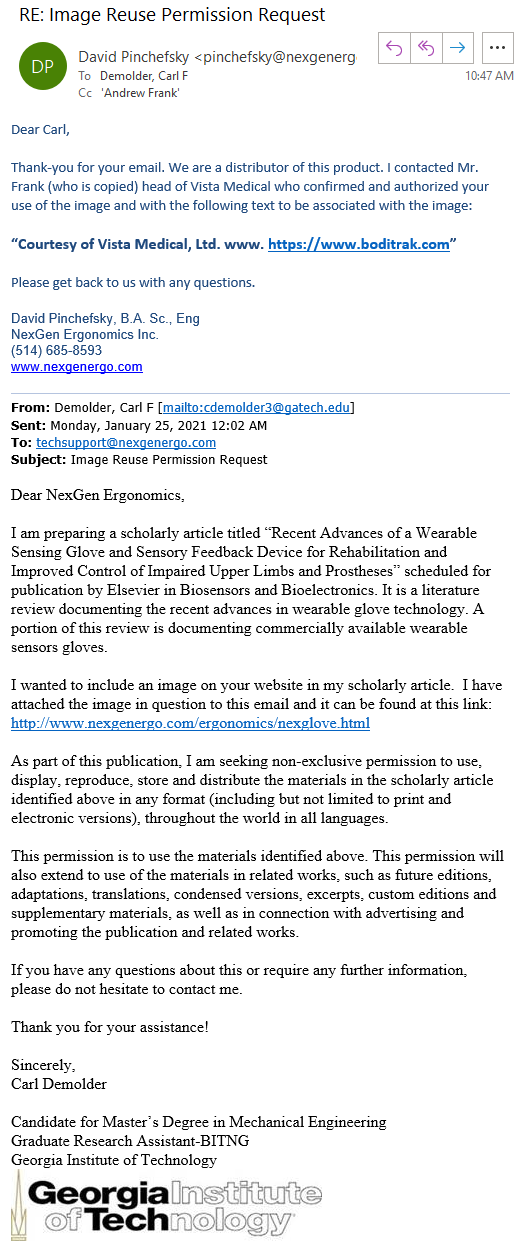 RE: Image Reuse Permission Request
DP
David Pinchefsky <pinchefsky@nexgenerg
To Demolder, Carl F
Cc 'Andrew Frank'
10:47 AM
Dear Carl,
Thank-you for your email. We are a distributor of this product. I contacted Mr.
Frank (who is copied) head of Vista Medical who confirmed and authorized your
use of the image and with the following text to be associated with the image:
“Courtesy of Vista Medical, Ltd. www. https://www.boditrak.com”
Please get back to us with any questions.
David Pinchefsky, B.A. Sc., Eng
NexGen Ergonomics Inc.
(514) 685-8593
www.nexgenergo.com
From: Demolder, Carl F [mailto:cdemolder3@gatech.edu]
Sent: Monday, January 25, 2021 12:02 AM
To: techsupport@nexgenergo.com
Subject: Image Reuse Permission Request
Dear NexGen Ergonomics,
I am preparing a scholarly article titled “Recent Advances of a Wearable
Sensing Glove and Sensory Feedback Device for Rehabilitation and
Improved Control of Impaired Upper Limbs and Prostheses” scheduled for
publication by Elsevier in Biosensors and Bioelectronics. It is a literature
review documenting the recent advances in wearable glove technology. A
portion of this review is documenting commercially available wearable
sensors gloves.
I wanted to include an image on your website in my scholarly article.  I have
attached the image in question to this email and it can be found at this link:
http://www.nexgenergo.com/ergonomics/nexglove.html
As part of this publication, I am seeking non-exclusive permission to use,
display, reproduce, store and distribute the materials in the scholarly article
identified above in any format (including but not limited to print and
electronic versions), throughout the world in all languages.
This permission is to use the materials identified above. This permission will
also extend to use of the materials in related works, such as future editions,
adaptations, translations, condensed versions, excerpts, custom editions and
supplementary materials, as well as in connection with advertising and
promoting the publication and related works.
If you have any questions about this or require any further information,
please do not hesitate to contact me.
Thank you for your assistance!
Sincerely,
Carl Demolder
Candidate for Master’s Degree in Mechanical Engineering
Graduate Research Assistant-BITNG
Georgia Institute of Technology
Georgia Institute
of Technology